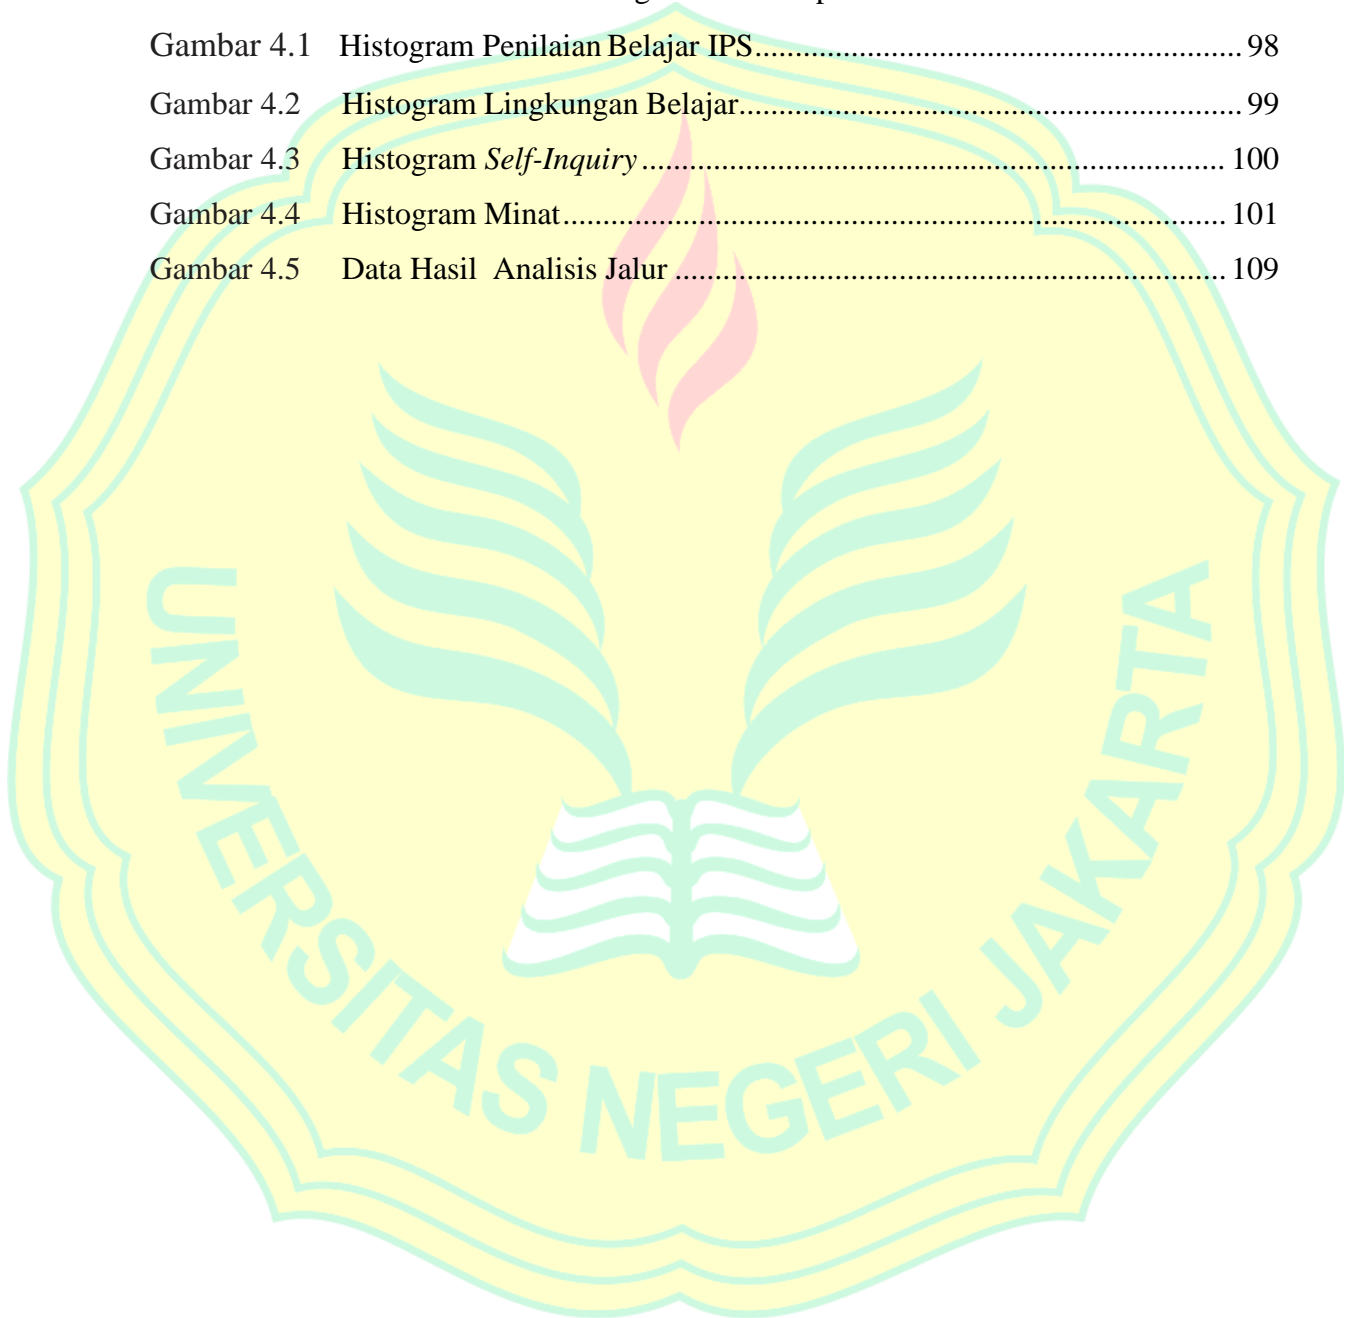 Gambar 4.1 Histogram Penilaian Belajar IPS............................................................. 98
Gambar 4.2 Histogram Lingkungan Belajar............................................................... 99
Gambar 4.3 Histogram Self-Inquiry ......................................................................... 100
Gambar 4.4 Histogram Minat................................................................................... 101
Gambar 4.5 Data Hasil Analisis Jalur ..................................................................... 109
UNIVERSITAS NEGERI JAKARTA